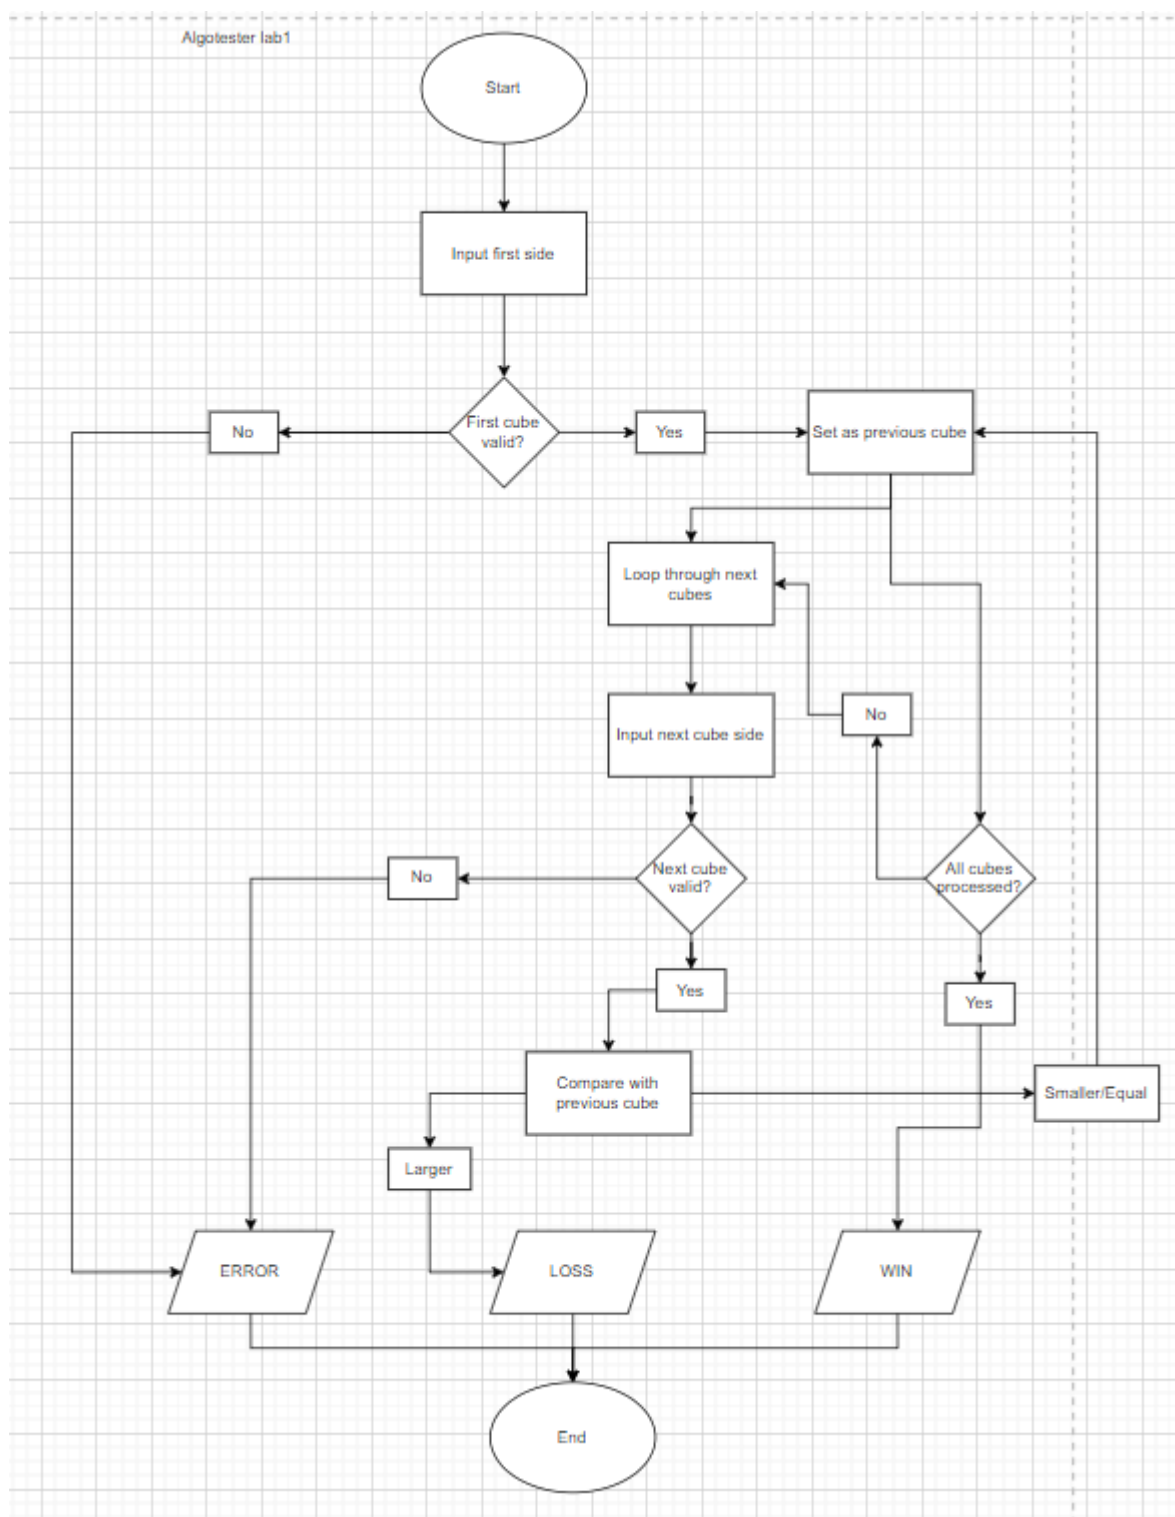 Algotester lab1
Start
Input first side
First cube
valid?
No
Yes
Set as previous cube
Loop through next
cubes
Input next cube side
No
Next cube
valid?
No
All cubes
processed?
Yes
Yes
Compare with
previous cube
Smaller/Equal
Larger
ERROR
LOSS
WIN
End